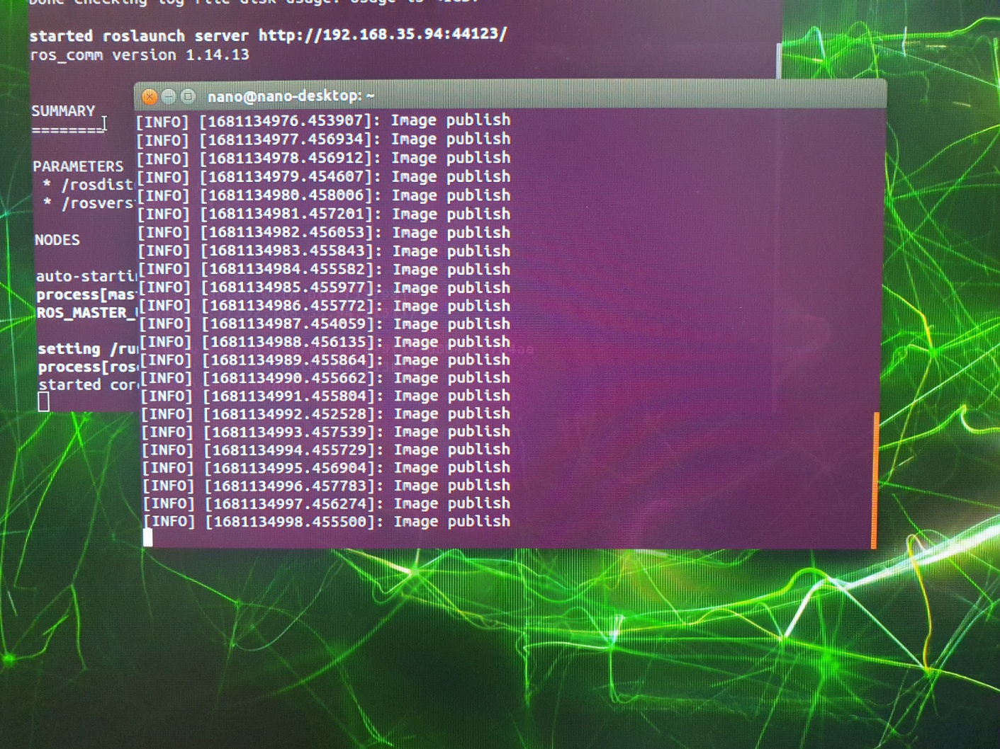 started roslaunch server http://192.168.35.94:44123/
ros_comm version 1.14.13
SUMMARY
========
PARAMETERS
* /rosdist
* /rosvers
NODES
auto-starti
process[mas
ROS_MASTER_
setting /ru
process[ros
started cor
nano@nano-desktop: ~
[INFO] [1681134976.453907]: Image publish
[INFO] [1681134977.456934]: Image publish
[INFO] [1681134978.456912]: Image publish
[INFO] [1681134979.454607]: Image publish
[INFO] [1681134980.458006]: Image publish
[INFO] [1681134981.457201]: Image publish
[INFO] [1681134982.456053]: Image publish
[INFO] [1681134983.455843]: Image publish
[INFO] [1681134984.455582]: Image publish
[INFO] [1681134985.455977]: Image publish
[INFO] [1681134986.455772]: Image publish
[INFO] [1681134987.454059]: Image publish
[INFO] [1681134988.456135]: Image publish
[INFO] [1681134989.455864]: Image publish
[INFO] [1681134990.455662]: Image publish
[INFO] [1681134991.455804]: Image publish
[INFO] [1681134992.452528]: Image publish
[INFO] [1681134993.457539]: Image publish
[INFO] [1681134994.455729]: Image publish
[INFO] [1681134995.456904]: Image publish
[INFO] [1681134996.457783]: Image publish
[INFO] [1681134997.456274]: Image publish
[INFO] [1681134998.455500]: Image publish